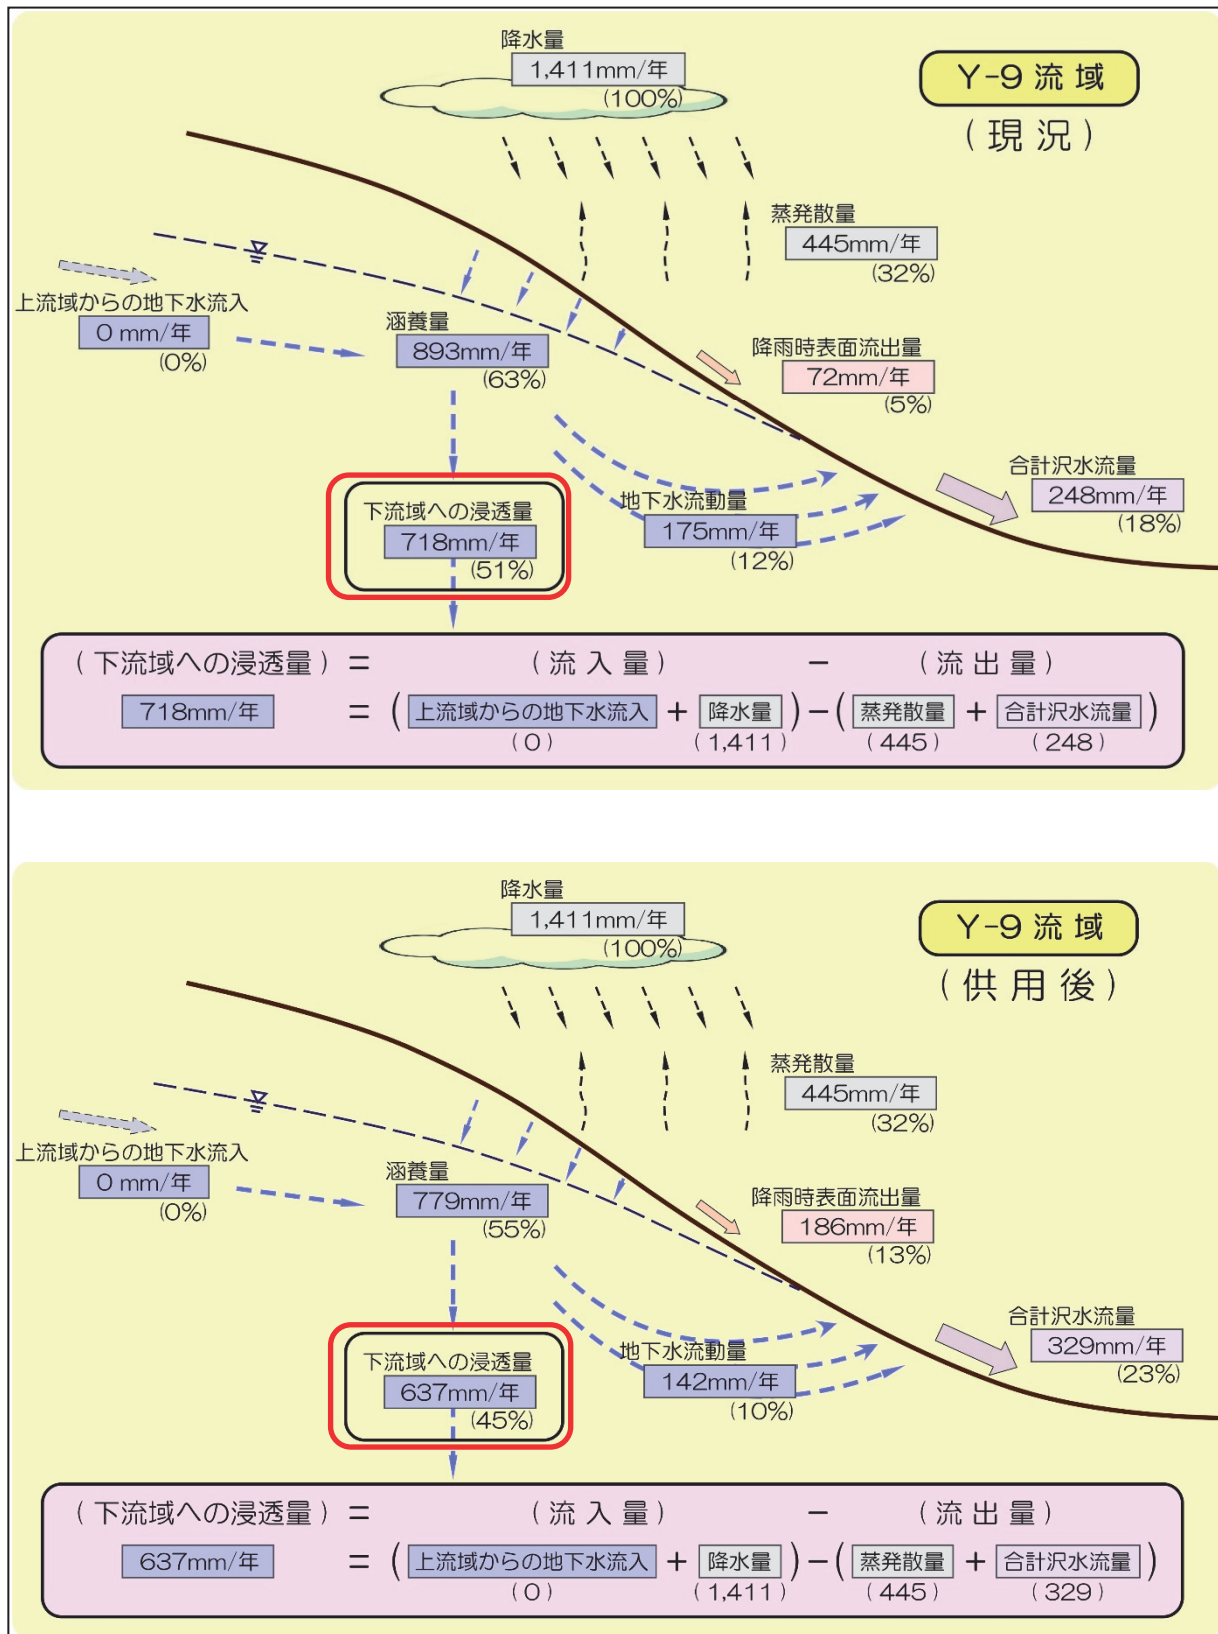 降水量
1,411mm/年
(100%)
Y-9 流域
(現況)
蒸発散量
445mm/年
(32%)
上流域からの地下水流入
0 mm/年
(0%)
涵養量
893mm/年
(63%)
降雨時表面流出量
72mm/年
(5%)
合計沢水流量
248mm/年
(18%)
下流域への浸透量
718mm/年
(51%)
地下水流動量
175mm/年
(12%)
(下流域への浸透量) = (流入量) − (流出量)
718mm/年 = (上流域からの地下水流入 + 降水量) − (蒸発散量 + 合計沢水流量)
(0) (1,411) (445) (248)
降水量
1,411mm/年
(100%)
Y-9 流域
(供用後)
蒸発散量
445mm/年
(32%)
上流域からの地下水流入
0 mm/年
(0%)
涵養量
779mm/年
(55%)
降雨時表面流出量
186mm/年
(13%)
合計沢水流量
329mm/年
(23%)
下流域への浸透量
637mm/年
(45%)
地下水流動量
142mm/年
(10%)
(下流域への浸透量) = (流入量) − (流出量)
637mm/年 = (上流域からの地下水流入 + 降水量) − (蒸発散量 + 合計沢水流量)
(0) (1,411) (445) (329)